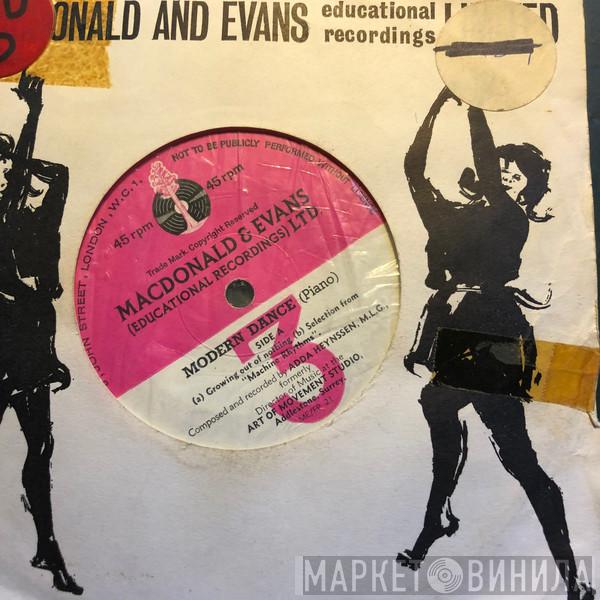 ONALD AND EVANS educational recordings
NOT TO BE PUBLICLY PERFORMED WITHOUT
STREET, LONDON, W.C.1.
45 rpm
45 rpm
Trade Mark. Copyright Reserved
MACDONALD & EVANS
(EDUCATIONAL RECORDINGS) LTD
3
MODERN DANCE (Piano)
SIDE A
(a) Growing out of nothing (b) Selection from
"Machine Rhythms".
Composed and recorded by ADDA HEYNSSEN, M.L.G.,
formerly
Director of Music at the
ART OF MOVEMENT STUDIO,
Addlestone, Surrey.
МАРКЕТ ВИНИЛА